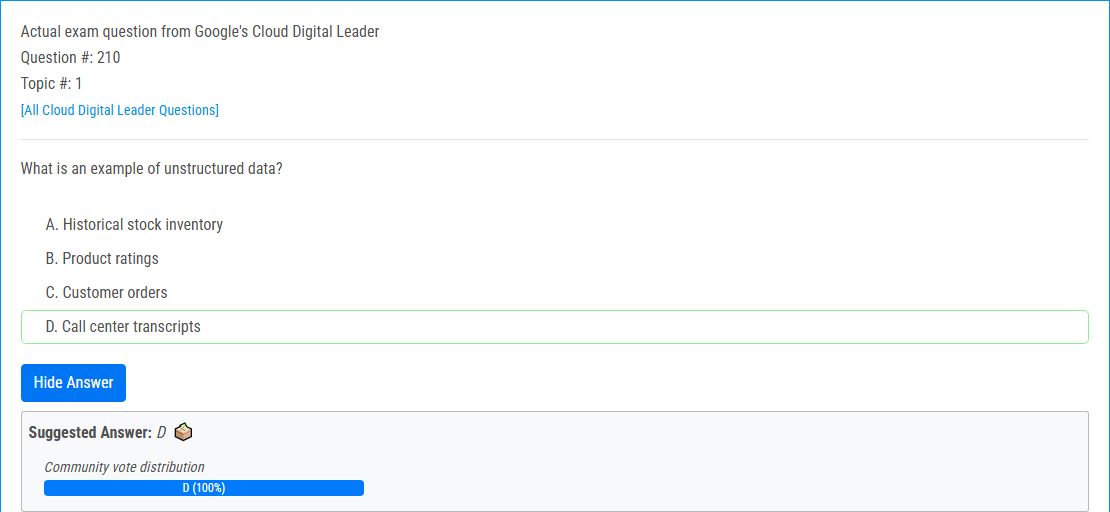 Actual exam question from Google's Cloud Digital Leader
Question #: 210
Topic #: 1
[All Cloud Digital Leader Questions]
What is an example of unstructured data?
A. Historical stock inventory
B. Product ratings
C. Customer orders
D. Call center transcripts
Hide Answer
Suggested Answer: D
Community vote distribution
D (100%)